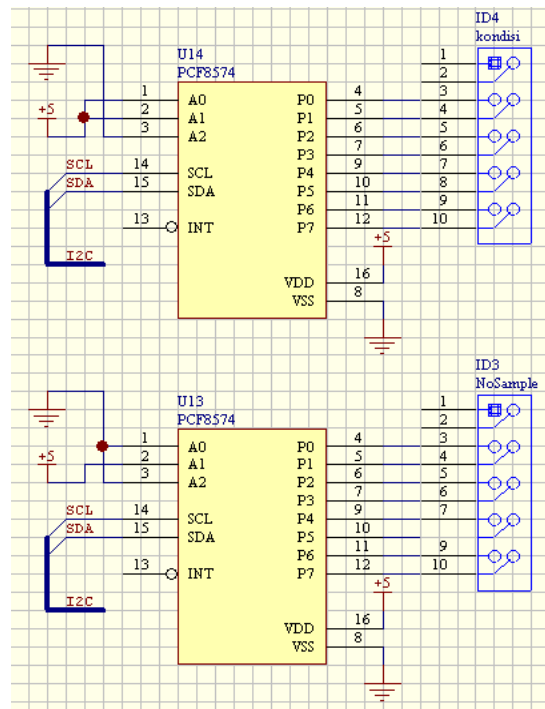 ID4
kondisi
U14
PCF8574
1
2
+5
1 A0 P0 4 3
2 A1 P1 5 4
3 A2 P2 6 5
P3 7 6
SCL 14 SCL P4 9 7
SDA 15 SDA P5 10 8
P6 11 9
13 INT P7 12 10
+5
I2C
VDD 16
VSS 8
ID3
NoSample
U13
PCF8574
1
2
+5
1 A0 P0 4 3
2 A1 P1 5 4
3 A2 P2 6 5
P3 7 6
SCL 14 SCL P4 9 7
SDA 15 SDA P5 10
P6 11 9
13 INT P7 12 10
+5
I2C
VDD 16
VSS 8